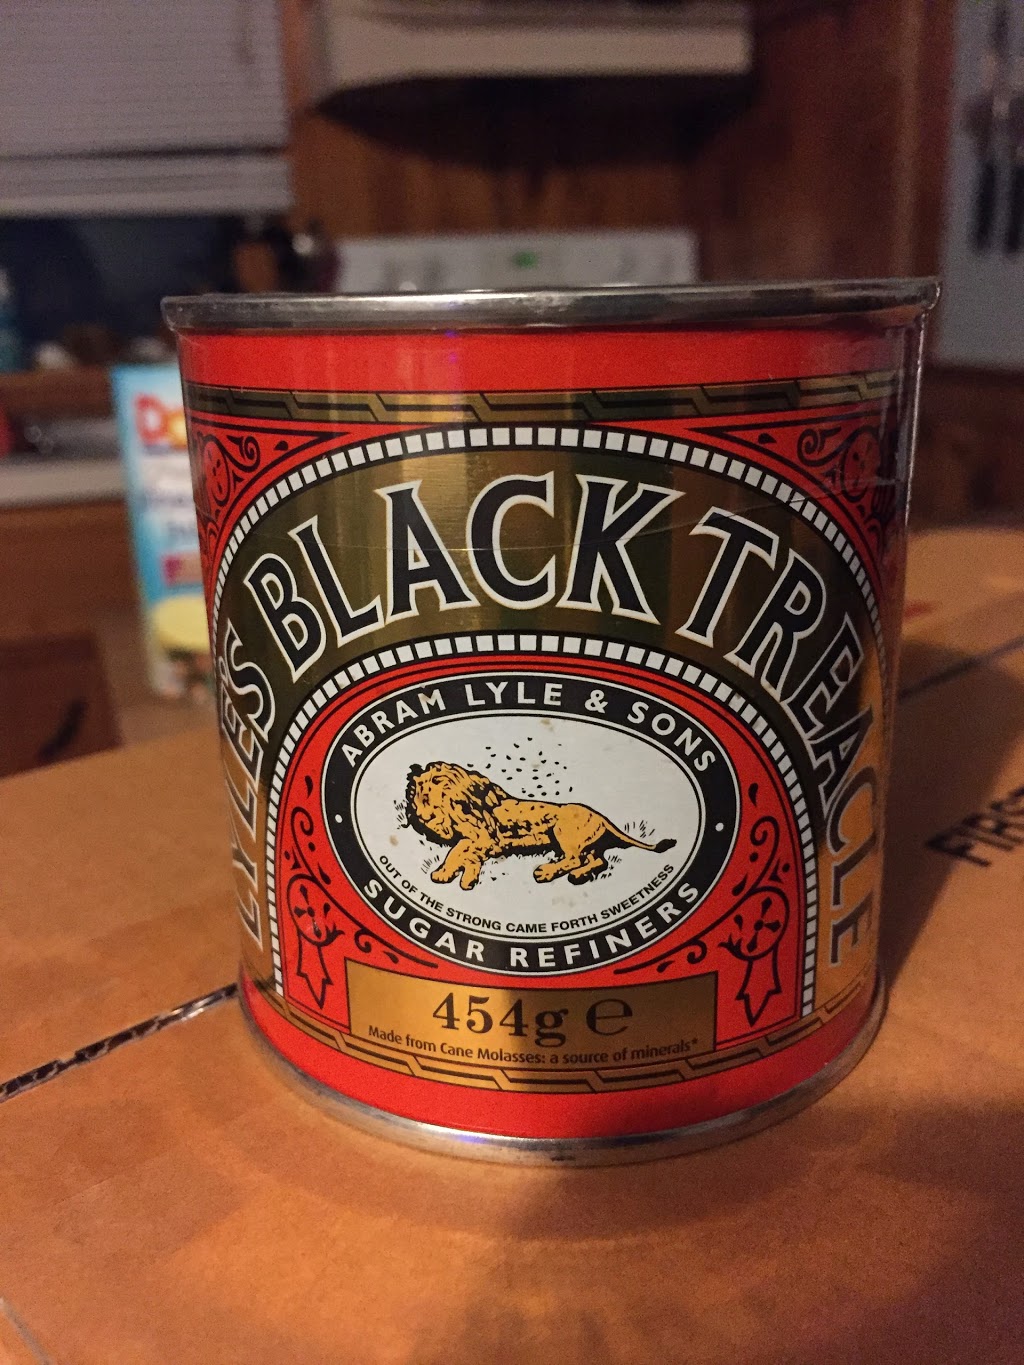 LYLE'S BLACK TREACLE
ABRAM LYLE & SONS
OUT OF THE STRONG CAME FORTH SWEETNESS
SUGAR REFINERS
454g ℮
Made from Cane Molasses: a source of minerals*
FIRST